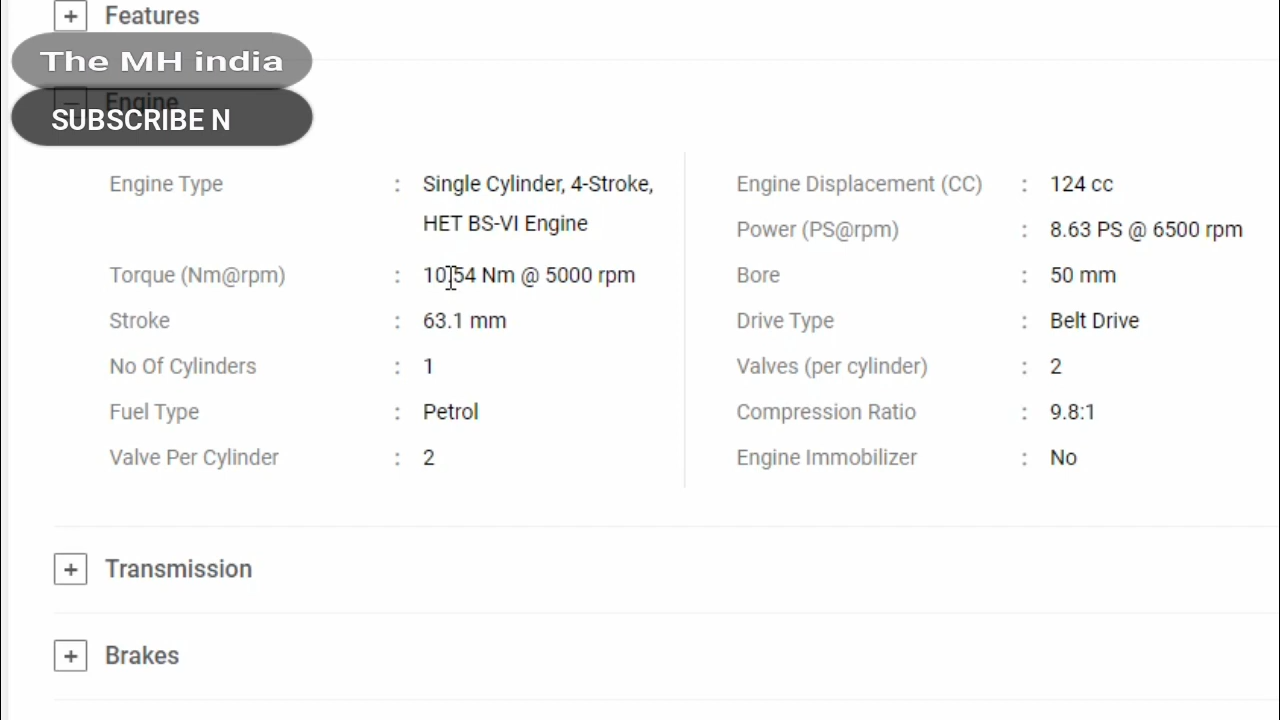 Features
The MH india
Engine
SUBSCRIBE N
Engine Type : Single Cylinder, 4-Stroke, HET BS-VI Engine
Engine Displacement (CC) : 124 cc
Power (PS@rpm) : 8.63 PS @ 6500 rpm
Torque (Nm@rpm) : 10.54 Nm @ 5000 rpm
Bore : 50 mm
Stroke : 63.1 mm
Drive Type : Belt Drive
No Of Cylinders : 1
Valves (per cylinder) : 2
Fuel Type : Petrol
Compression Ratio : 9.8:1
Valve Per Cylinder : 2
Engine Immobilizer : No
Transmission
Brakes